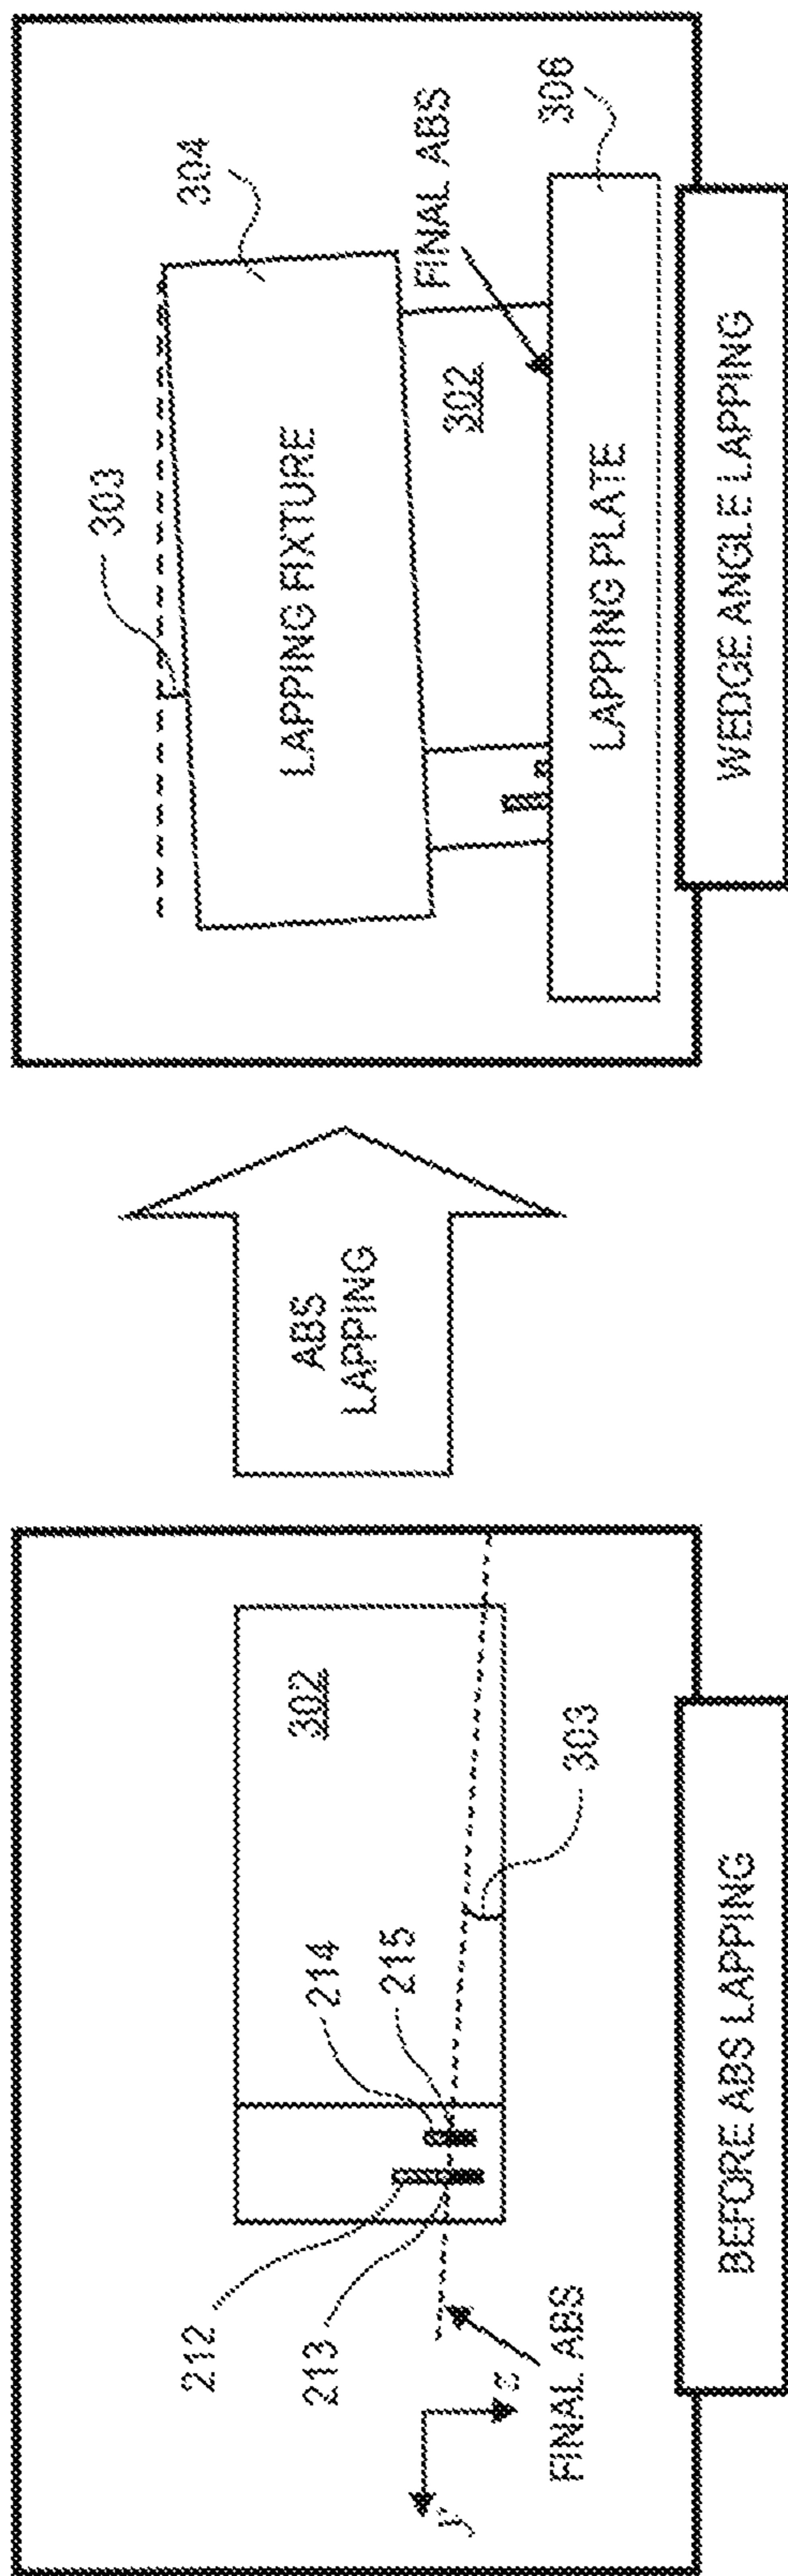 302
214
215
303
212
213
y
FINAL ABS
BEFORE ABS LAPPING
ABS
LAPPING
303
304
LAPPING FIXTURE
FINAL ABS
302
306
LAPPING PLATE
WEDGE ANGLE LAPPING